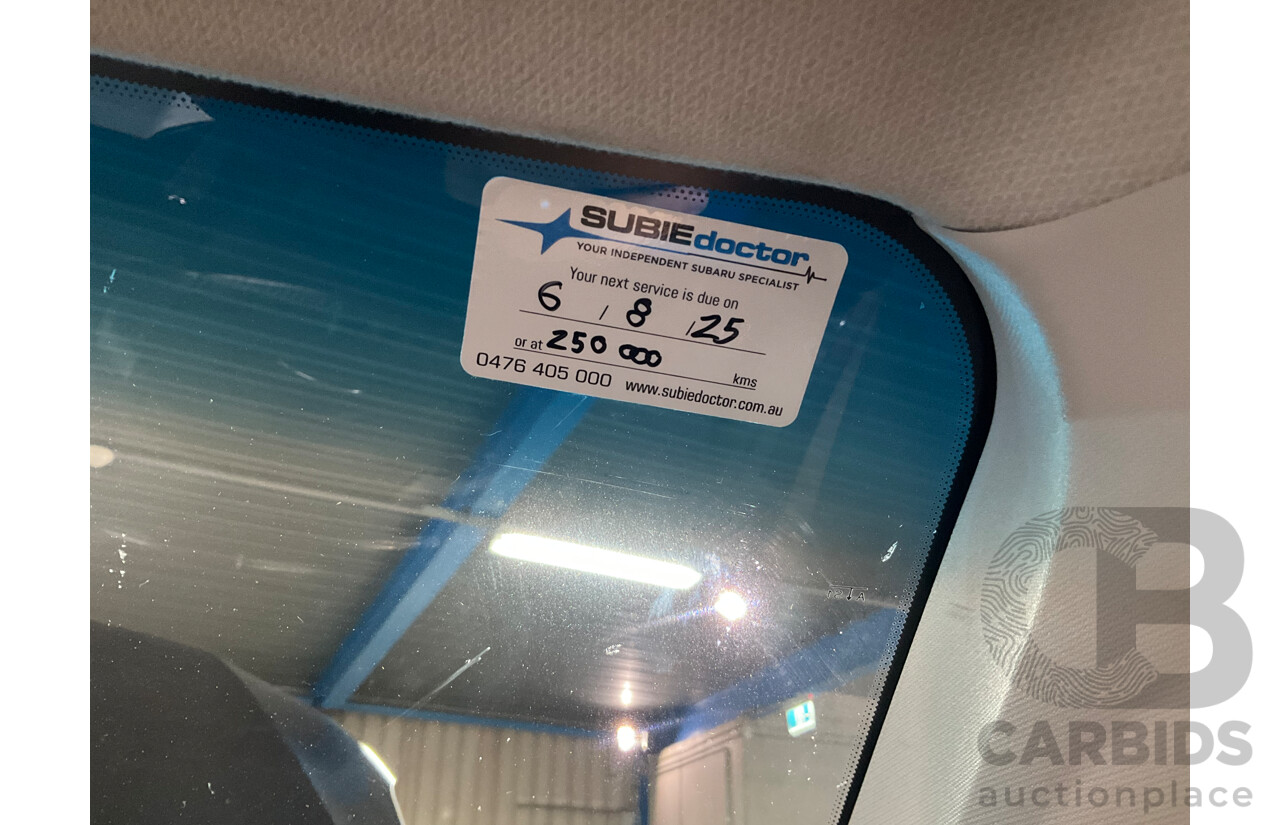 SUBIEdoctor
YOUR INDEPENDENT SUBARU SPECIALIST
Your next service is due on
6 / 8 / 25
or at 250 000 kms
0476 405 000 www.subiedoctor.com.au
CB
CARBIDS
auctionplace